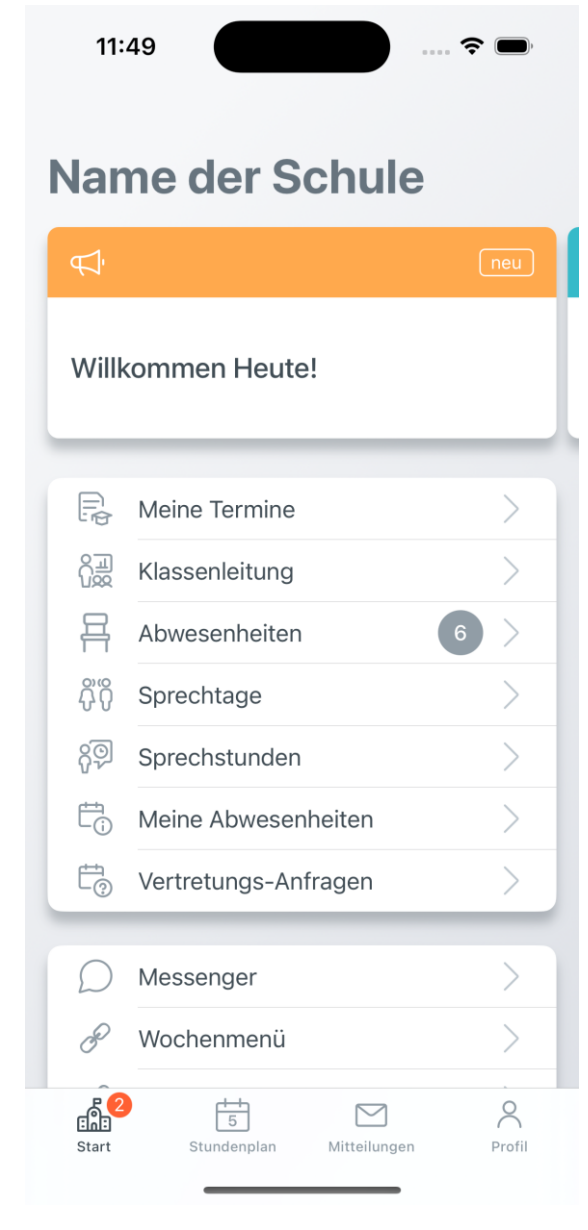 11:49
Name der Schule
neu
Willkommen Heute!
Meine Termine
Klassenleitung
Abwesenheiten 6
Sprechtage
Sprechstunden
Meine Abwesenheiten
Vertretungs-Anfragen
Messenger
Wochenmenü
2
5
Start Stundenplan Mitteilungen Profil